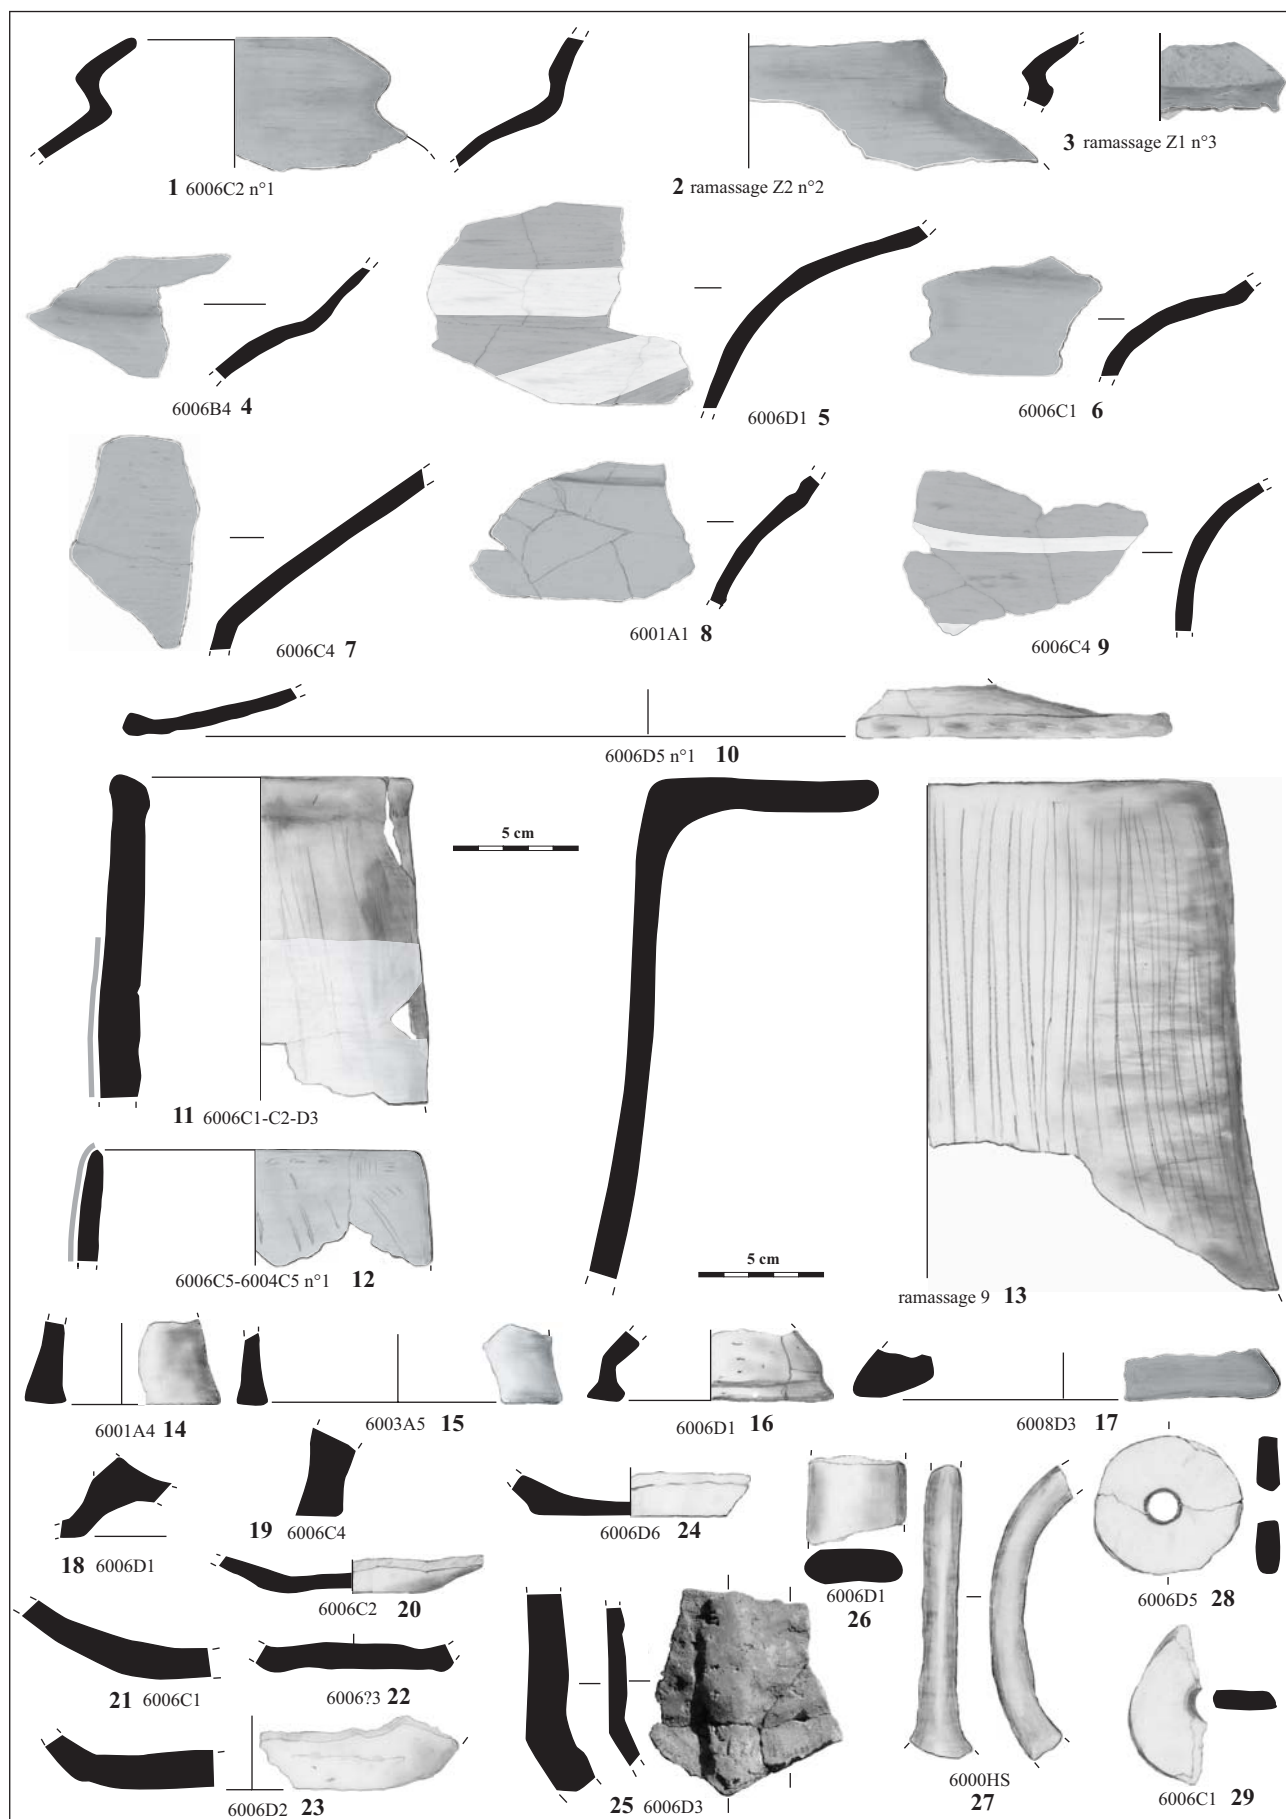 1 6006C2 n°1
2 ramassage Z2 n°2
3 ramassage Z1 n°3
6006B4 4
6006D1 5
6006C1 6
6006C4 7
6001A1 8
6006C4 9
6006D5 n°1 10
5 cm
11 6006C1-C2-D3
6006C5-6004C5 n°1 12
5 cm
ramassage 9 13
6001A4 14
6003A5 15
6006D1 16
6008D3 17
18 6006D1
19 6006C4
6006D6 24
6006C2 20
6006D1
26
6006D5 28
21 6006C1
6006?3 22
6006D2 23
25 6006D3
6000HS
27
6006C1 29